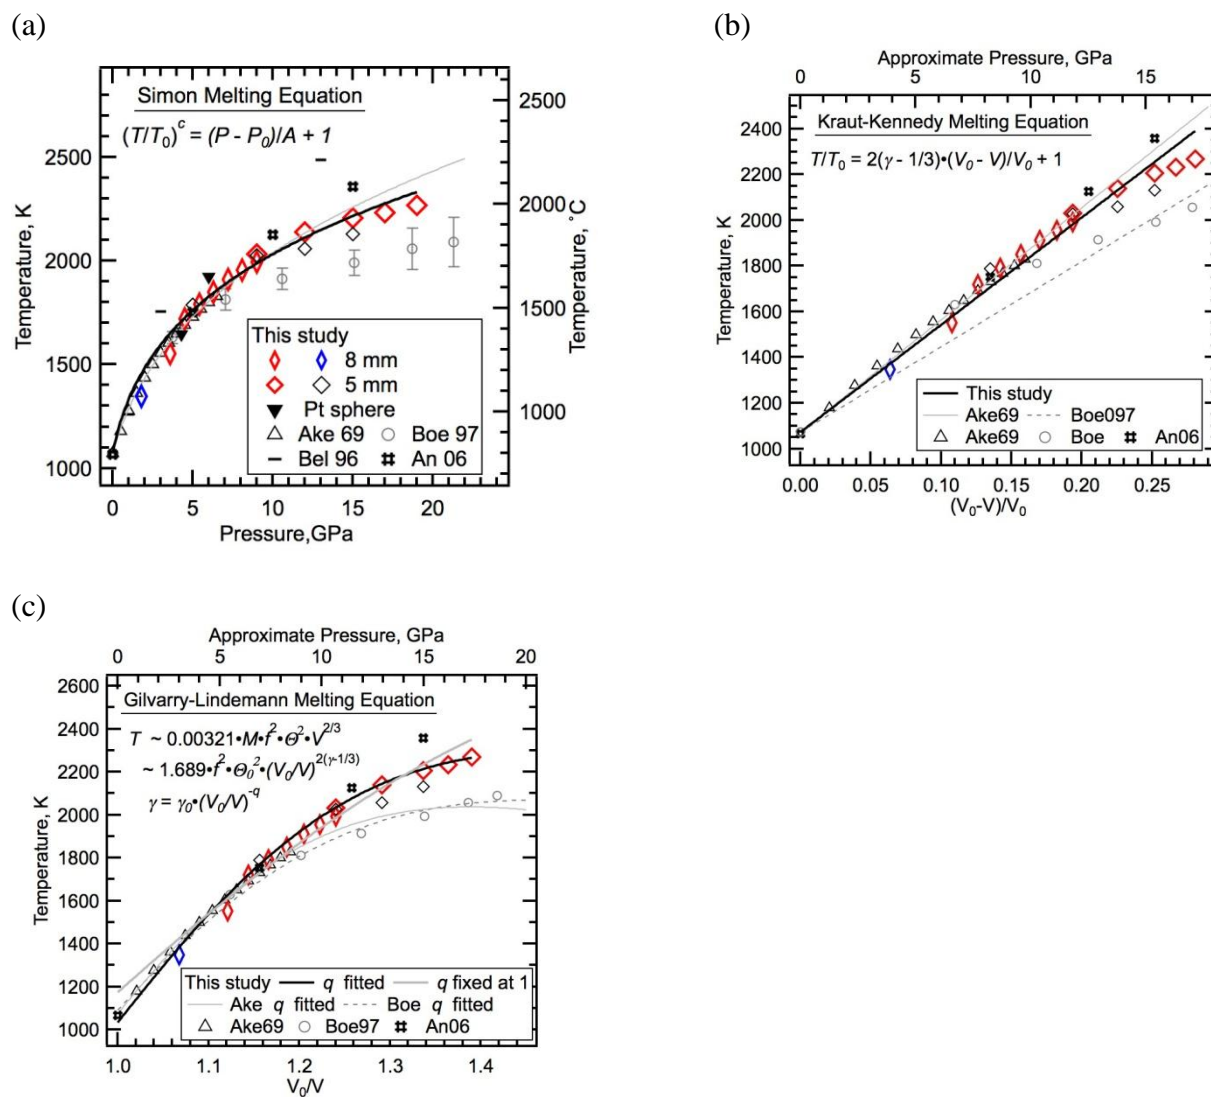 (a)
Simon Melting Equation
(T/T₀)ᶜ = (P - P₀)/A + 1
Temperature, K
2500
2000
1500
1000
Temperature, °C
2500
2000
1500
1000
This study
8 mm
5 mm
Pt sphere
Ake 69
Boe 97
Bel 96
An 06
0
5
10
15
20
Pressure,GPa
(b)
Approximate Pressure, GPa
0
5
10
15
Kraut-Kennedy Melting Equation
T/T₀ = 2(γ - 1/3)•(V₀ - V)/V₀ + 1
Temperature, K
2400
2200
2000
1800
1600
1400
1200
1000
This study
Ake69
Boe097
Ake69
Boe
An06
0.00
0.05
0.10
0.15
0.20
0.25
(V₀-V)/V₀
(c)
Approximate Pressure, GPa
0
5
10
15
20
Gilvarry-Lindemann Melting Equation
T ~ 0.00321•M•f²•Θ²•V^2/3
~ 1.689•f²•Θ₀²•(V₀/V)^2(γ-1/3)
γ = γ₀•(V₀/V)^-q
Temperature, K
2600
2400
2200
2000
1800
1600
1400
1200
1000
This study
q fitted
q fixed at 1
Ake q fitted
Boe q fitted
Ake69
Boe97
An06
1.0
1.1
1.2
1.3
1.4
V₀/V